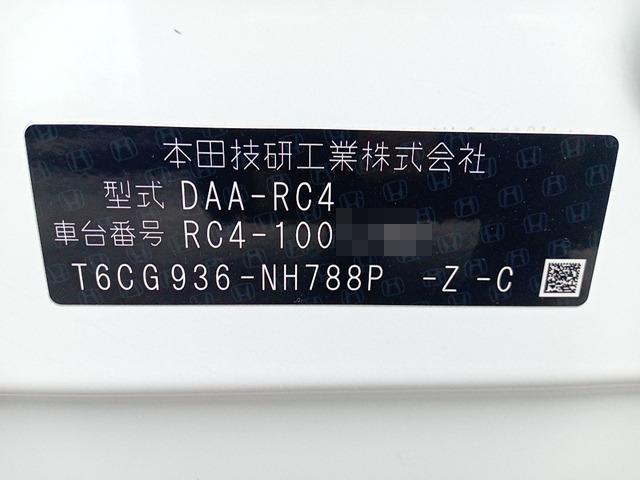 本田技研工業株式会社
型式 DAA-RC4
車台番号 RC4-100
T6CG936-NH788P -Z -C